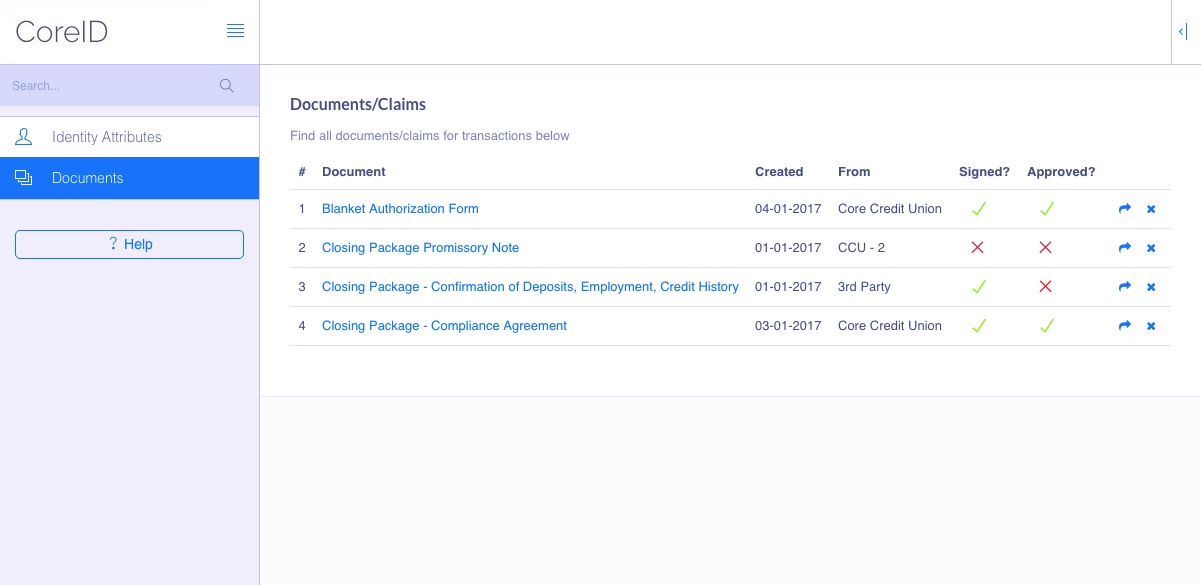 CoreID
Search...
Identity Attributes
Documents
? Help
Documents/Claims
Find all documents/claims for transactions below
# Document Created From Signed? Approved?
1 Blanket Authorization Form 04-01-2017 Core Credit Union
2 Closing Package Promissory Note 01-01-2017 CCU - 2
3 Closing Package - Confirmation of Deposits, Employment, Credit History 01-01-2017 3rd Party
4 Closing Package - Compliance Agreement 03-01-2017 Core Credit Union